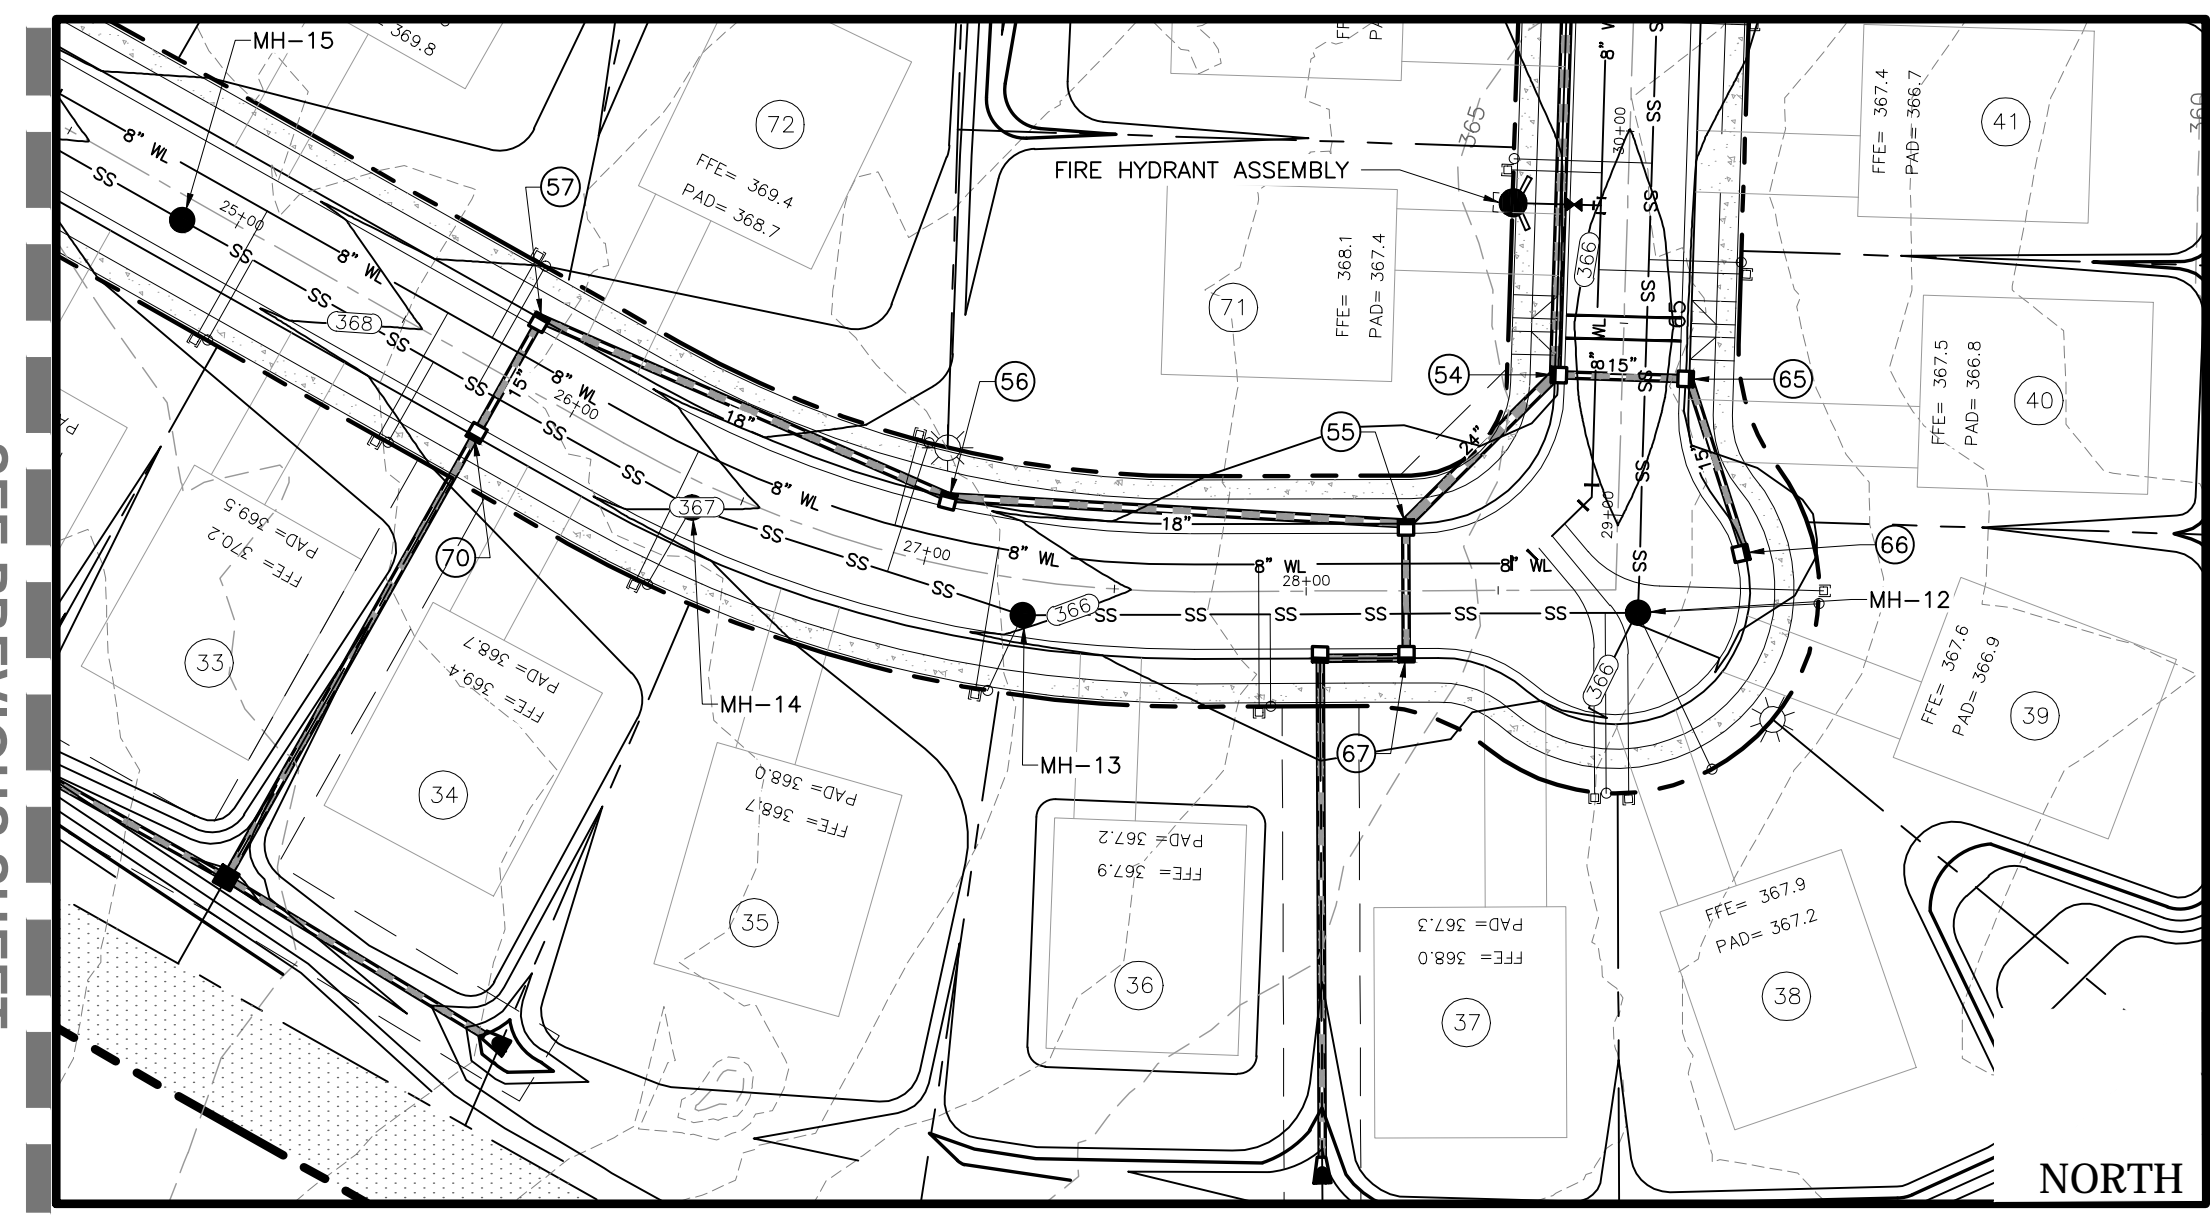 MH-15
369.8
8" WL
SS
25+00
SS
8" WL
SS
368
SS
57
72
FFE= 369.4
PAD= 368.7
FIRE HYDRANT ASSEMBLY
365
8" W
SS
30+00
SS
SS
366
SS
WL
65
FFE= 367.4
PAD= 366.7
41
360
71
FFE= 368.1
PAD= 367.4
SS
15"
8" WL
26+00
18"
SS
SS
56
54
8"
15"
SS
65
FFE= 367.5
PAD= 366.8
40
55
24"
15"
SS
29+00
SS
66
367
8" WL
SS
SS
18"
27+00
8" WL
SS
8" WL
28+00
8" WL
366
SS
SS
SS
SS
SS
SS
MH-12
PAD= 369.5
FFE= 370.2
33
70
PAD= 368.7
FFE= 369.4
34
MH-14
MH-13
67
366
FFE= 367.6
PAD= 366.9
39
PAD= 368.0
FFE= 368.7
35
PAD= 367.2
FFE= 367.9
36
PAD= 367.3
FFE= 368.0
37
FFE= 367.9
PAD= 367.2
38
NORTH